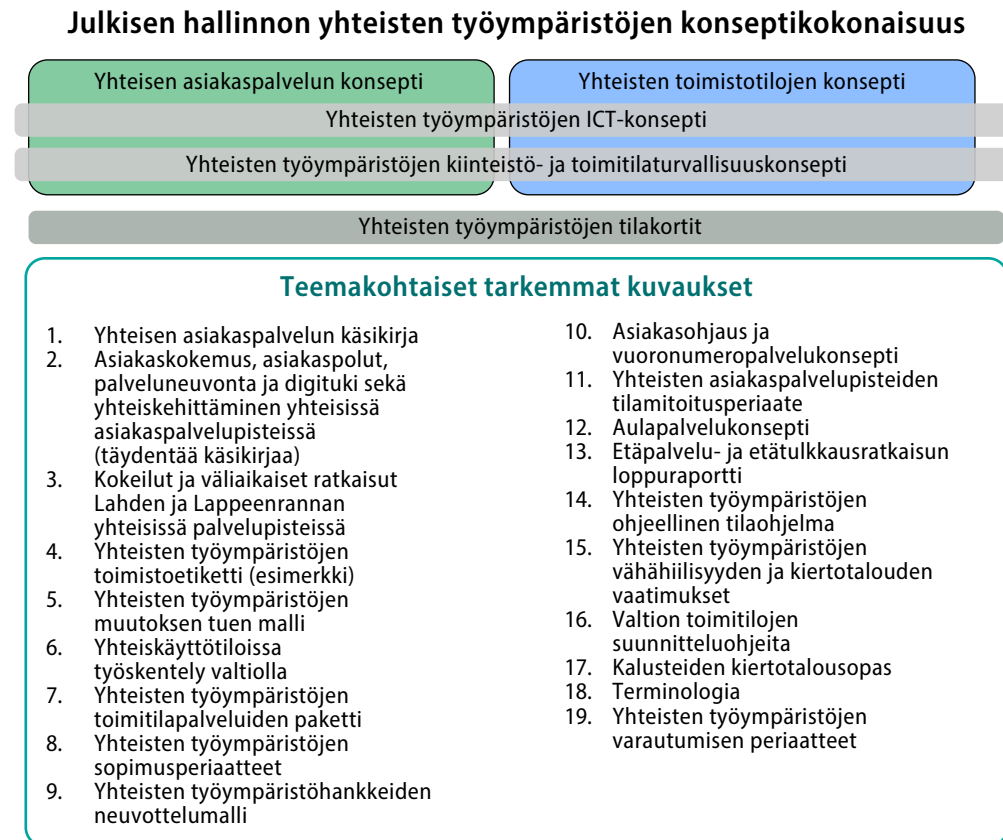 Julkisen hallinnon yhteisten työympäristöjen konseptikokonaisuus
Yhteisen asiakaspalvelun konsepti
Yhteisten toimistotilojen konsepti
Yhteisten työympäristöjen ICT-konsepti
Yhteisten työympäristöjen kiinteistö- ja toimitilaturvallisuuskonsepti
Yhteisten työympäristöjen tilakortit
Teemakohtaiset tarkemmat kuvaukset
1. Yhteisen asiakaspalvelun käsikirja
2. Asiakaskokemus, asiakaspolut,
palveluneuvonta ja digituki sekä
yhteiskehittäminen yhteisissä
asiakaspalvelupisteissä
(täydentää käsikirjaa)
3. Kokeilut ja väliaikaiset ratkaisut
Lahden ja Lappeenrannan
yhteisissä palvelupisteissä
4. Yhteisten työympäristöjen
toimistoetiketti (esimerkki)
5. Yhteisten työympäristöjen
muutoksen tuen malli
6. Yhteiskäyttötiloissa
työskentely valtiolla
7. Yhteisten työympäristöjen
toimitilapalveluiden paketti
8. Yhteisten työympäristöjen
sopimusperiaatteet
9. Yhteisten työympäristöhankkeiden
neuvottelumalli
10. Asiakasohjaus ja
vuoronumeropalvelukonsepti
11. Yhteisten asiakaspalvelupisteiden
tilamitoitusperiaate
12. Aulapalvelukonsepti
13. Etäpalvelu- ja etätulkkausratkaisun
loppuraportti
14. Yhteisten työympäristöjen
ohjeellinen tilaohjelma
15. Yhteisten työympäristöjen
vähähiilisyyden ja kiertotalouden
vaatimukset
16. Valtion toimitilojen
suunnitteluohjeita
17. Kalusteiden kiertotalousopas
18. Terminologia
19. Yhteisten työympäristöjen
varautumisen periaatteet